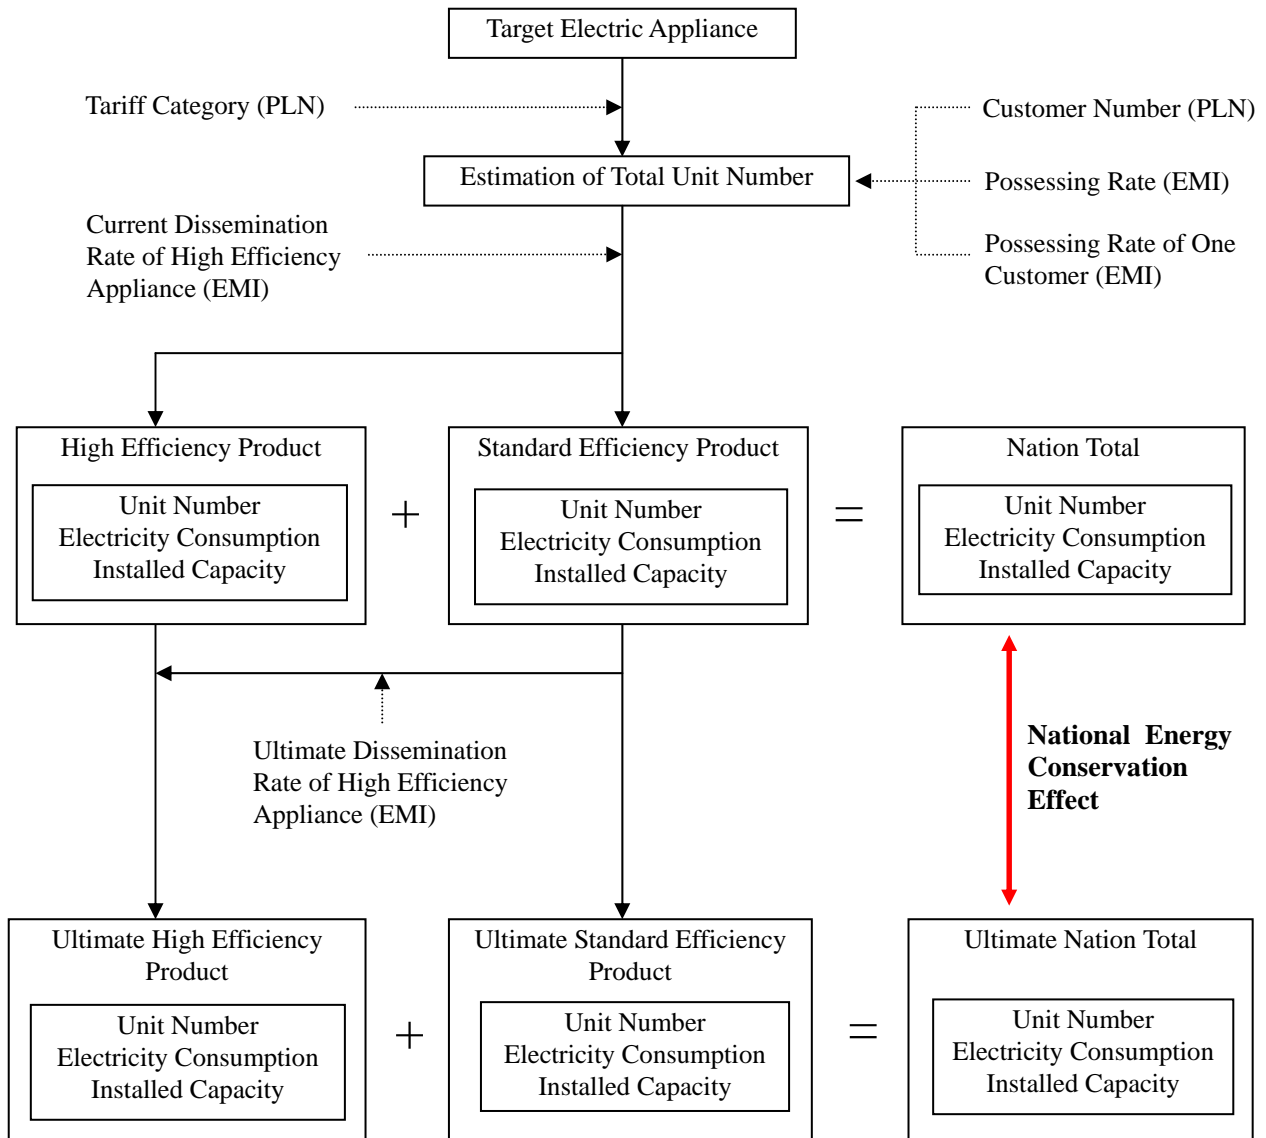 Target Electric Appliance
Tariff Category (PLN)
Customer Number (PLN)
Estimation of Total Unit Number
Possessing Rate (EMI)
Current Dissemination
Rate of High Efficiency
Appliance (EMI)
Possessing Rate of One
Customer (EMI)
High Efficiency Product
Unit Number
Electricity Consumption
Installed Capacity
+
Standard Efficiency Product
Unit Number
Electricity Consumption
Installed Capacity
=
Nation Total
Unit Number
Electricity Consumption
Installed Capacity
Ultimate Dissemination
Rate of High Efficiency
Appliance (EMI)
National Energy
Conservation
Effect
Ultimate High Efficiency
Product
Unit Number
Electricity Consumption
Installed Capacity
+
Ultimate Standard Efficiency
Product
Unit Number
Electricity Consumption
Installed Capacity
=
Ultimate Nation Total
Unit Number
Electricity Consumption
Installed Capacity